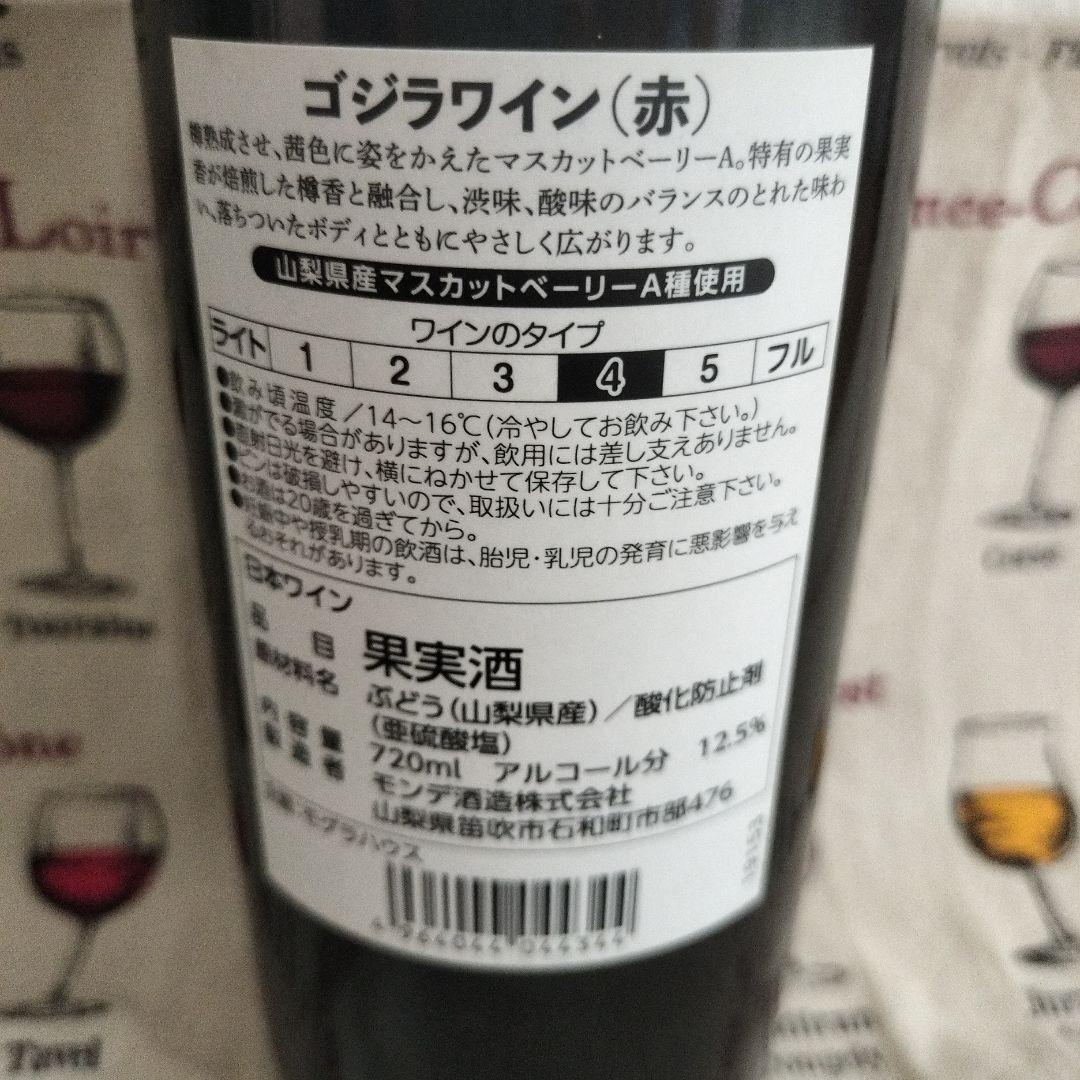 ゴジラワイン（赤）
樽熟成させ、茜色に姿をかえたマスカットベーリーA。特有の果実
香が焙煎した樽香と融合し、渋味、酸味のバランスのとれた味わ
い、落ちついたボディとともにやさしく広がります。
山梨県産マスカットベーリーA種使用
ワインのタイプ
ライト 1 2 3 4 5 フル
●飲み頃温度／14〜16℃（冷やしてお飲み下さい。）
●澱がでる場合がありますが、飲用には差し支えありません。
●直射日光を避け、横にねかせて保存して下さい。
●ビンは破損しやすいので、取扱いには十分ご注意下さい。
●お酒は20歳を過ぎてから。
●妊娠中や授乳期の飲酒は、胎児・乳児の発育に悪影響を与え
るおそれがあります。
日本ワイン
品目 果実酒
原材料名 ぶどう（山梨県産）／酸化防止剤
（亜硫酸塩）
内容量 720ml アルコール分 12.5%
製造者 モンデ酒造株式会社
山梨県笛吹市石和町市部476
モグラハウス
4 964044 044344
Loir
Touraine
Tavel